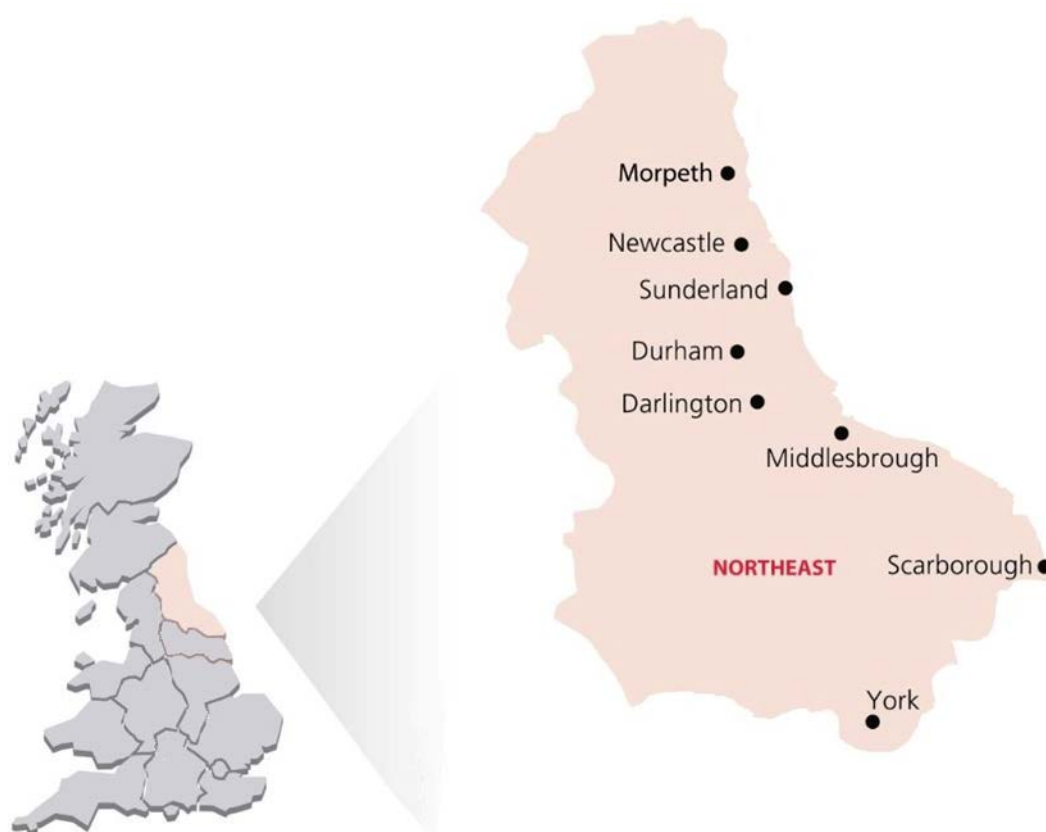 Morpeth
Newcastle
Sunderland
Durham
Darlington
Middlesbrough
NORTHEAST
Scarborough
York